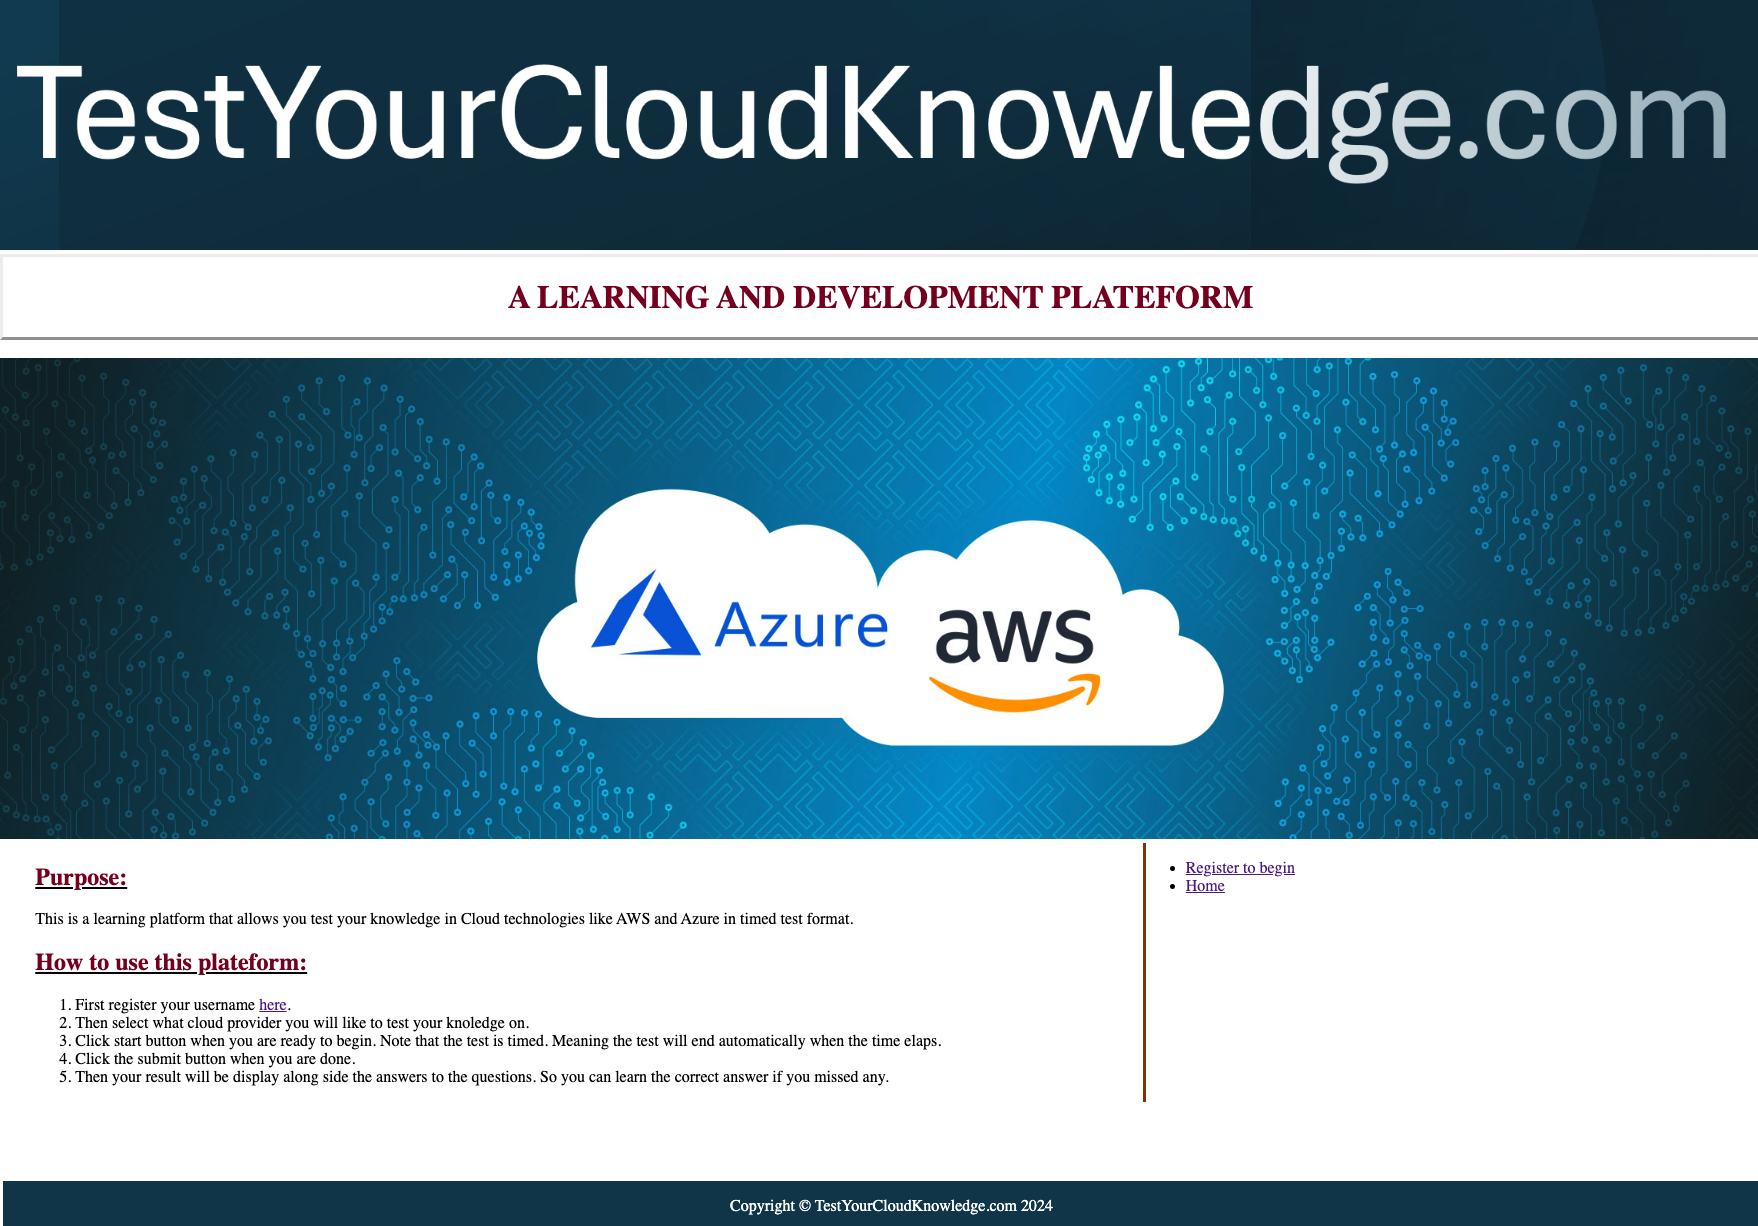 TestYourCloudKnowledge.com
A LEARNING AND DEVELOPMENT PLATEFORM
Azure aws
Purpose:
This is a learning platform that allows you test your knowledge in Cloud technologies like AWS and Azure in timed test format.
How to use this plateform:
1. First register your username here.
2. Then select what cloud provider you will like to test your knoledge on.
3. Click start button when you are ready to begin. Note that the test is timed. Meaning the test will end automatically when the time elaps.
4. Click the submit button when you are done.
5. Then your result will be display along side the answers to the questions. So you can learn the correct answer if you missed any.
• Register to begin
• Home
Copyright © TestYourCloudKnowledge.com 2024